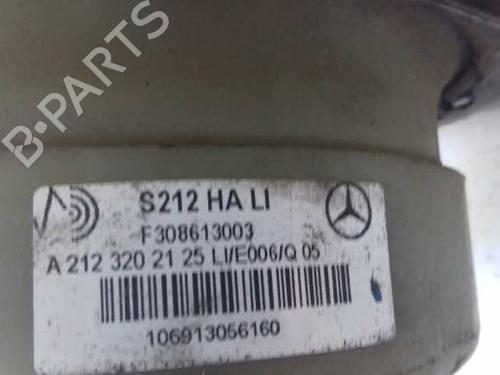 B-PARTS
S212 HA LI
F308613003
A 212 320 21 25 LI/E006/Q 05
106913056160